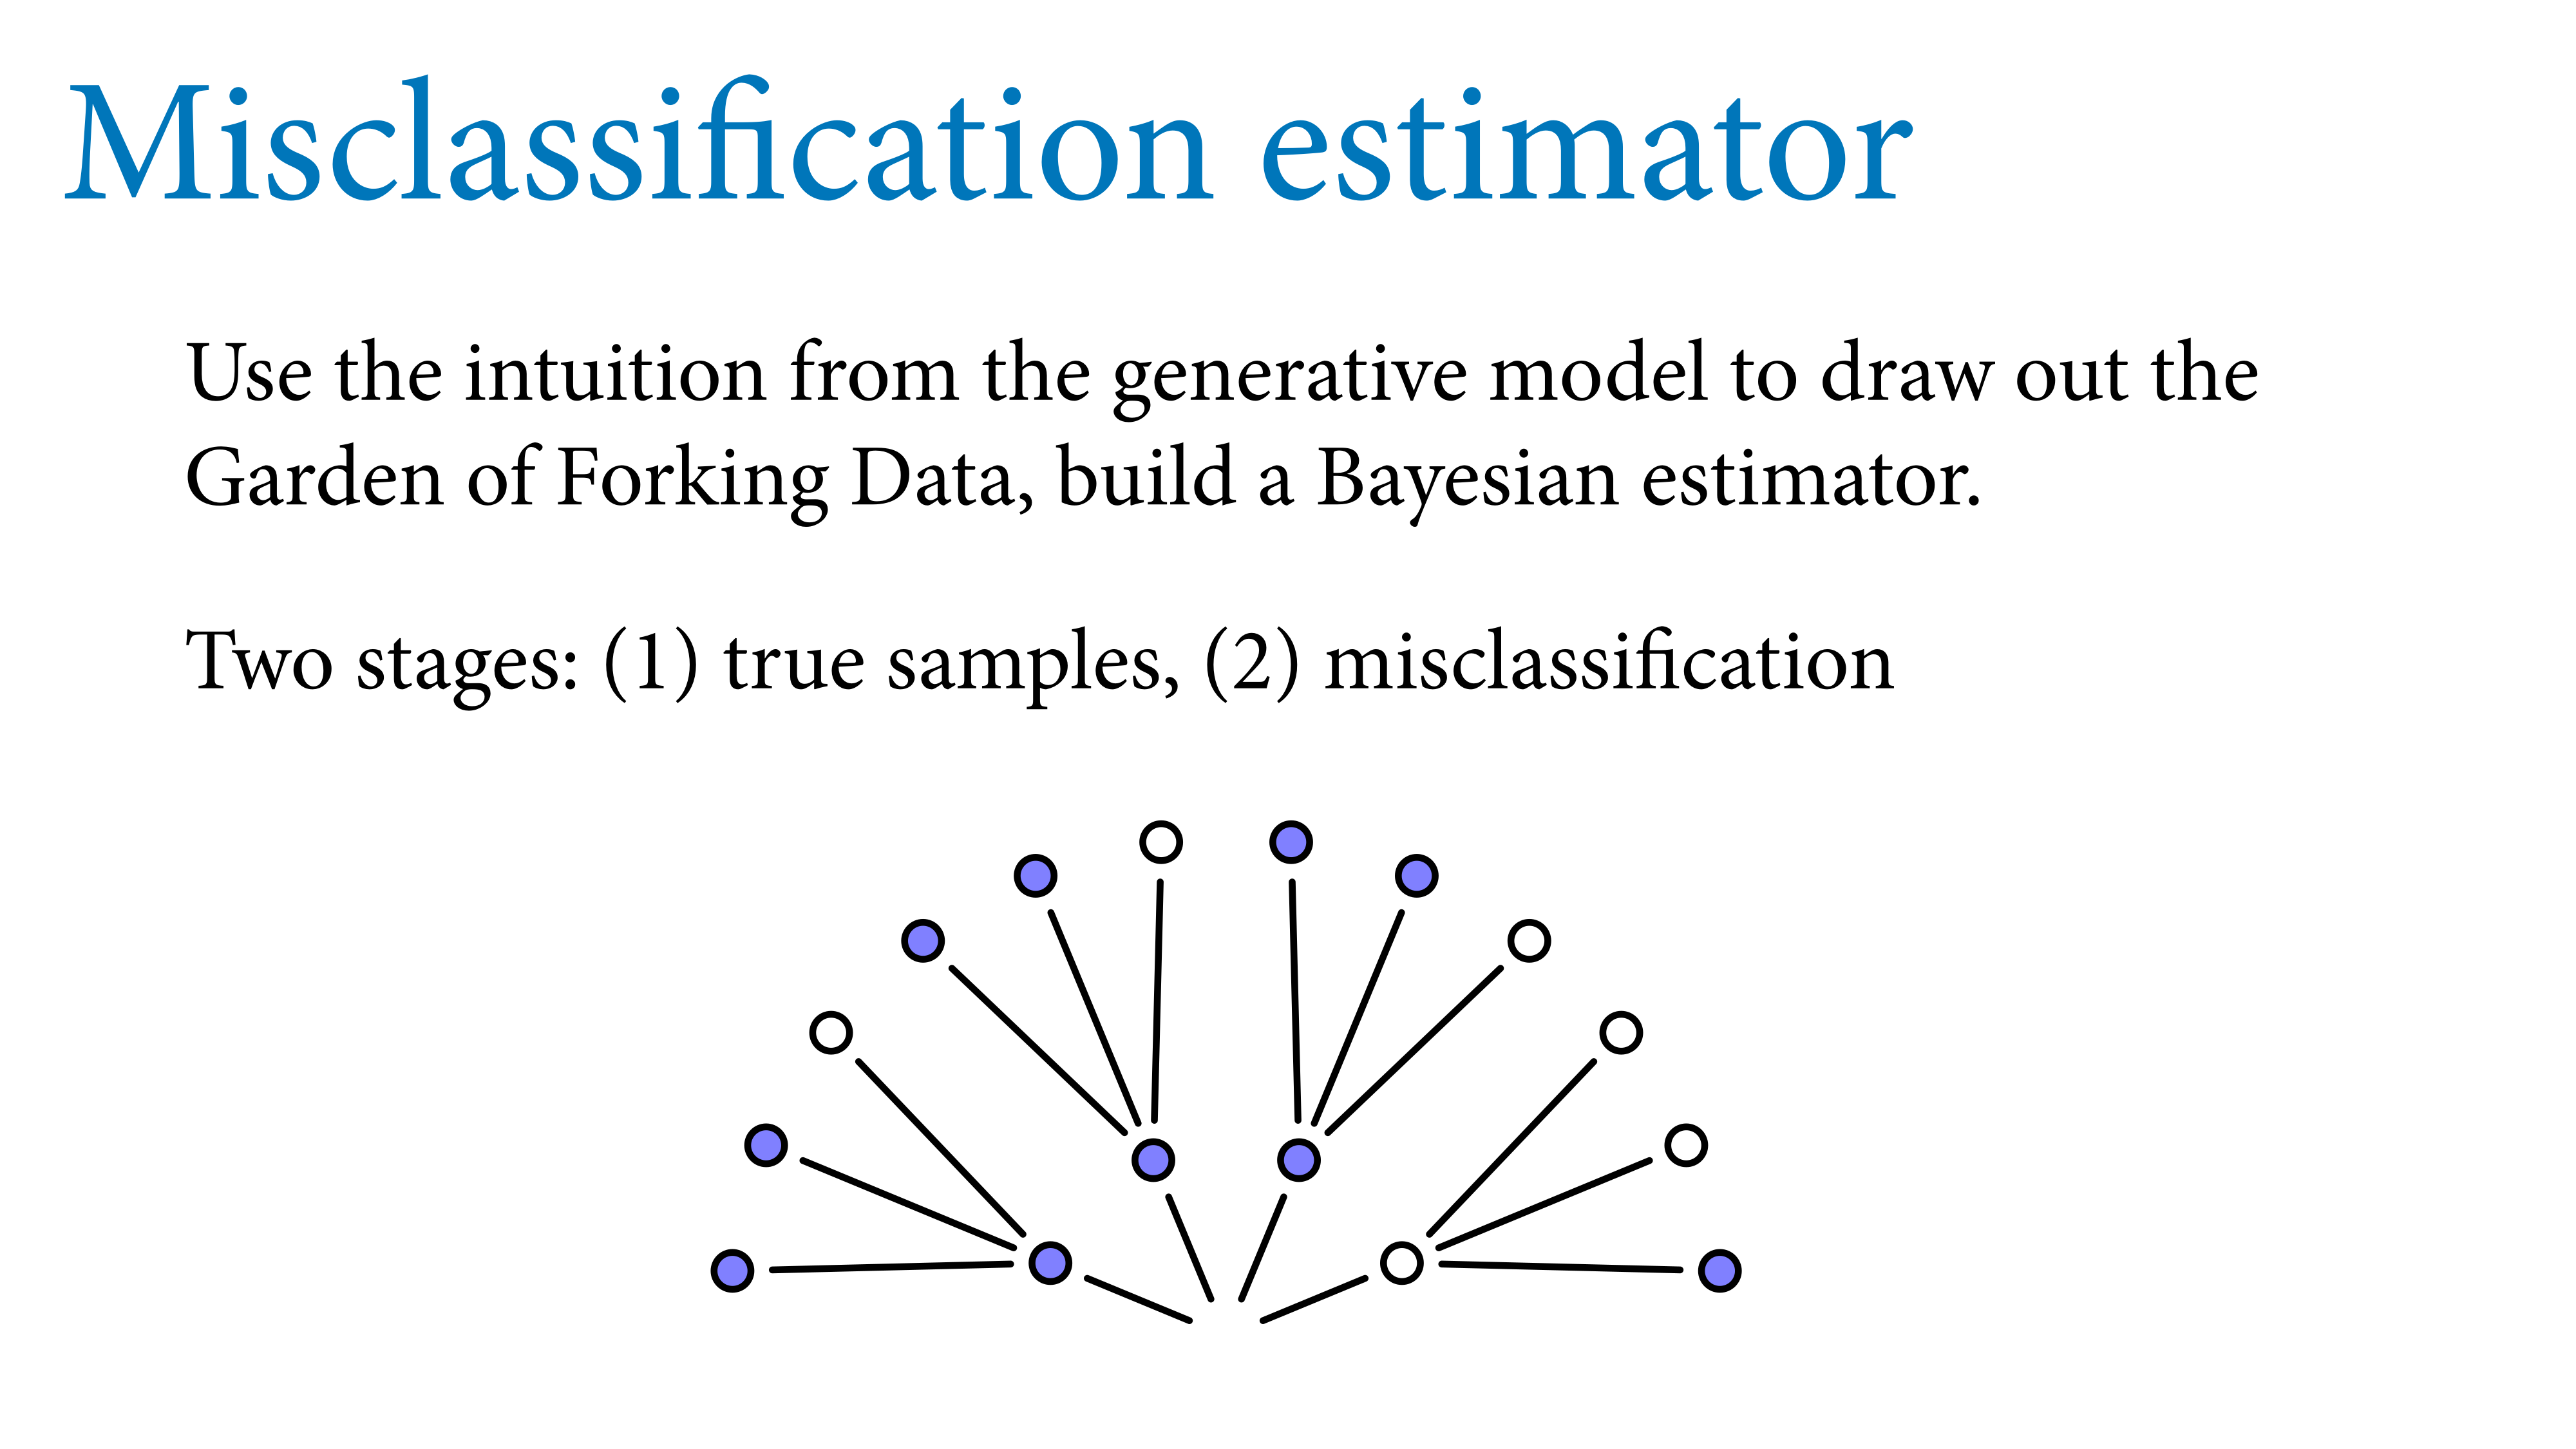 Misclassification estimator
Use the intuition from the generative model to draw out the
Garden of Forking Data, build a Bayesian estimator.
Two stages: (1) true samples, (2) misclassification